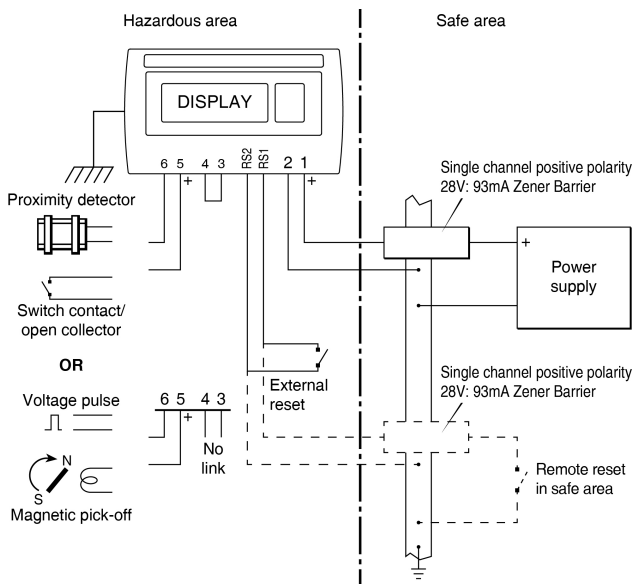 Hazardous area
Safe area
DISPLAY
6 5 4 3 RS2 RS1 2 1
+ +
Single channel positive polarity
28V: 93mA Zener Barrier
Proximity detector
+
Power
supply
Switch contact/
open collector
OR
External
reset
Single channel positive polarity
28V: 93mA Zener Barrier
Voltage pulse
6 5 4 3
+
No
link
N
S
Magnetic pick-off
Remote reset
in safe area